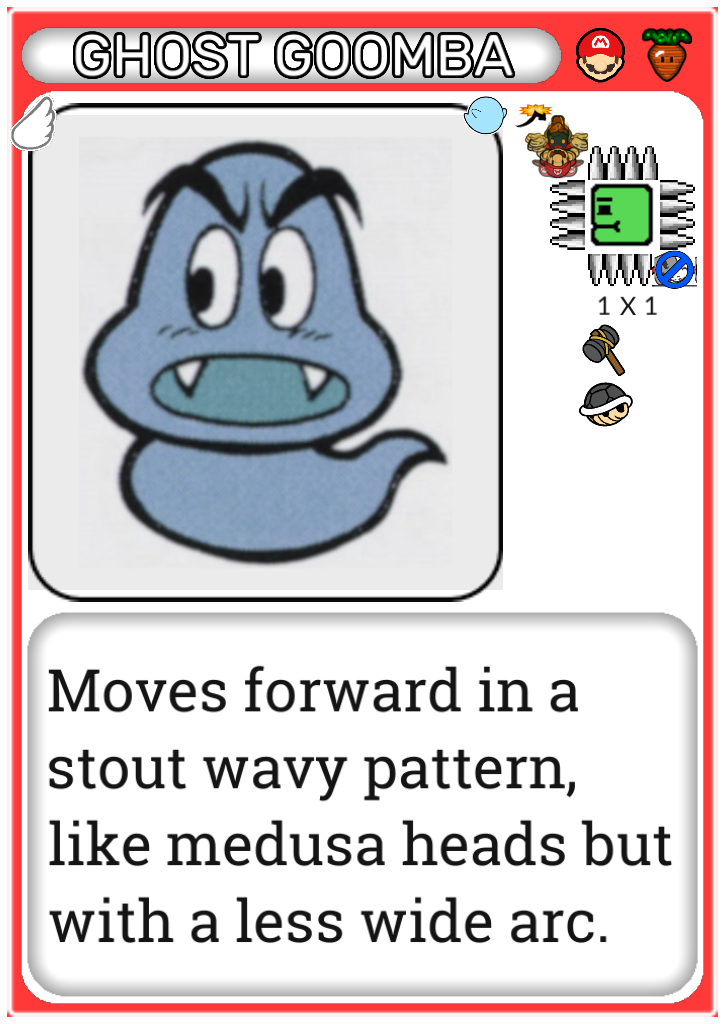 GHOST GOOMBA
1 X 1
Moves forward in a
stout wavy pattern,
like medusa heads but
with a less wide arc.